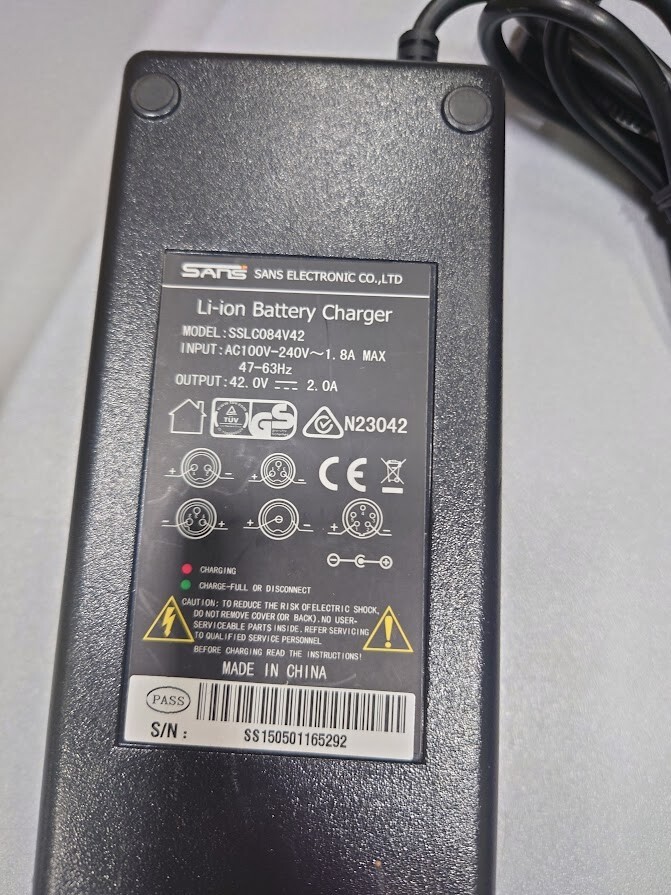 SANS SANS ELECTRONIC CO.,LTD
Li-ion Battery Charger
MODEL:SSLC084V42
INPUT:AC100V-240V~1.8A MAX
47-63Hz
OUTPUT:42.0V⎓2.0A
TÜV GS N23042
CE
CHARGING
CHARGE-FULL OR DISCONNECT
CAUTION: TO REDUCE THE RISK OF ELECTRIC SHOCK,
DO NOT REMOVE COVER (OR BACK). NO USER-
SERVICEABLE PARTS INSIDE. REFER SERVICING
TO QUALIFIED SERVICE PERSONNEL
BEFORE CHARGING READ THE INSTRUCTIONS!
MADE IN CHINA
PASS
S/N: SS150501165292